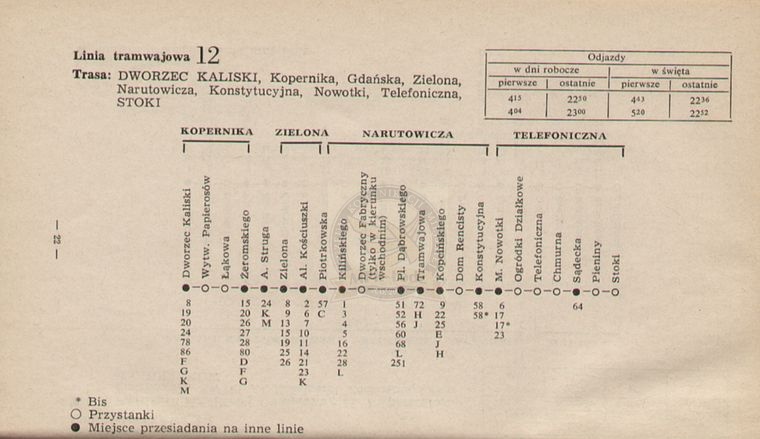 Linia tramwajowa 12
Trasa: DWORZEC KALISKI, Kopernika, Gdańska, Zielona,
Narutowicza, Konstytucyjna, Nowotki, Telefoniczna,
STOKI
Odjazdy
w dni robocze w święta
pierwsze ostatnie pierwsze ostatnie
415 2250 443 2236
404 2300 520 2252
KOPERNIKA ZIELONA NARUTOWICZA TELEFONICZNA
Dworzec Kaliski
Wytw. Papierosów
Łąkowa
Żeromskiego
A. Struga
Zielona
Al. Kościuszki
Piotrkowska
Kilińskiego
Dworzec Fabryczny
(tylko w kierunku
wschodnim)
Pl. Dąbrowskiego
Tramwajowa
Kopcińskiego
Dom Rencisty
Konstytucyjna
M. Nowotki
Ogródki Działkowe
Telefoniczna
Chmurna
Sądecka
Pieniny
Stoki
8 15 24 8 2 57 1 51 72 9 58 6 64
19 20 K 9 6 C 3 52 H 22 58* 17
20 26 M 13 7 4 56 J 25 17*
24 27 15 10 5 60 E 23
78 28 19 11 16 68 J
86 80 25 14 22 L H
F D 26 21 28 251
G F 23 L
K G K
M
* Bis
Przystanki
Miejsce przesiadania na inne linie
— 22 —